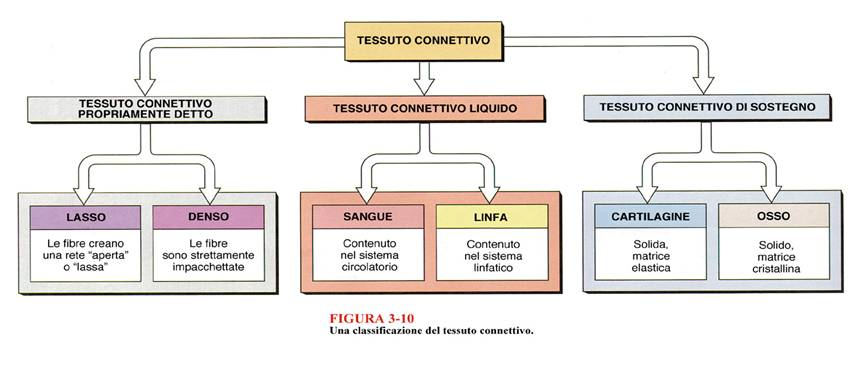 TESSUTO CONNETTIVO
TESSUTO CONNETTIVO
PROPRIAMENTE DETTO
TESSUTO CONNETTIVO LIQUIDO
TESSUTO CONNETTIVO DI SOSTEGNO
LASSO
Le fibre creano
una rete “aperta”
o “lassa”
DENSO
Le fibre
sono strettamente
impacchettate
SANGUE
Contenuto
nel sistema
circolatorio
LINFA
Contenuto
nel sistema
linfatico
CARTILAGINE
Solida,
matrice
elastica
OSSO
Solido,
matrice
cristallina
FIGURA 3-10
Una classificazione del tessuto connettivo.